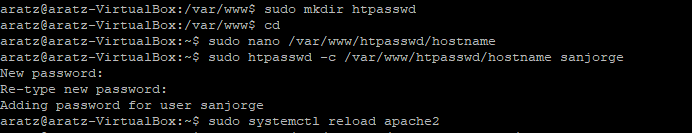 aratz@aratz-VirtualBox:/var/www$ sudo mkdir htpasswd
aratz@aratz-VirtualBox:/var/www$ cd
aratz@aratz-VirtualBox:~$ sudo nano /var/www/htpasswd/hostname
aratz@aratz-VirtualBox:~$ sudo htpasswd -c /var/www/htpasswd/hostname sanjorge
New password:
Re-type new password:
Adding password for user sanjorge
aratz@aratz-VirtualBox:~$ sudo systemctl reload apache2